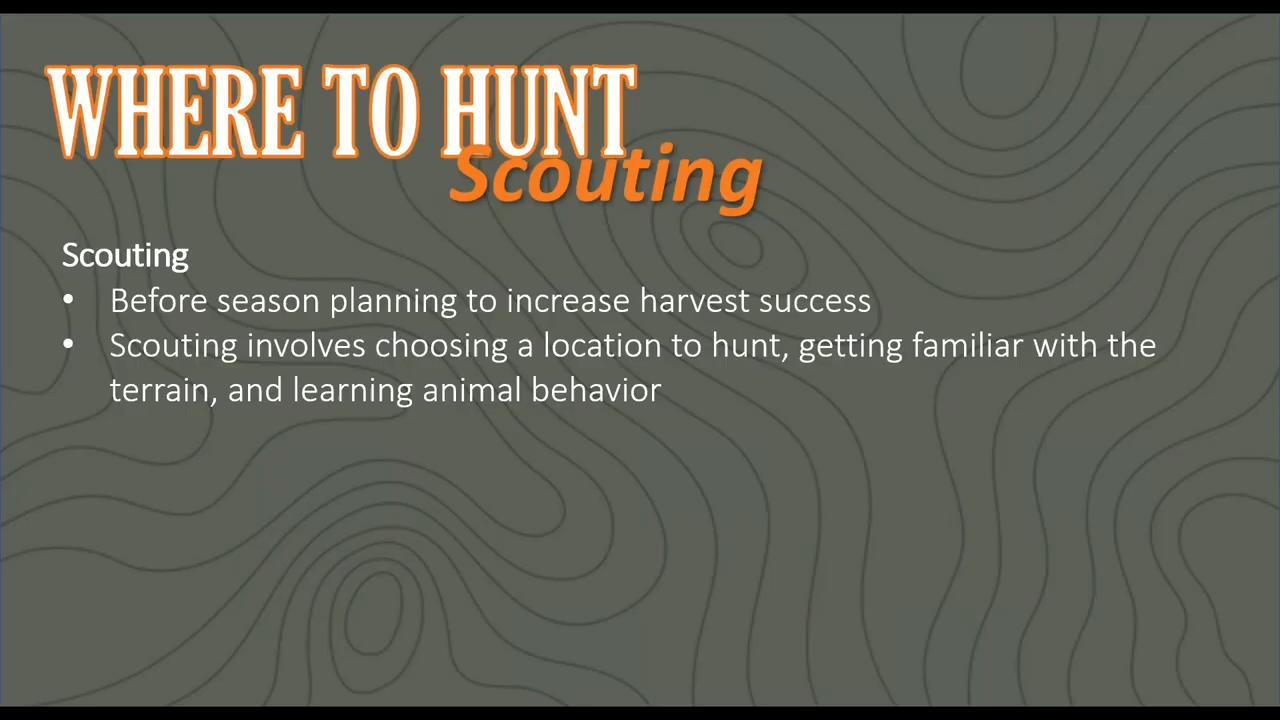 WHERE TO HUNT
Scouting
Scouting
• Before season planning to increase harvest success
• Scouting involves choosing a location to hunt, getting familiar with the
terrain, and learning animal behavior